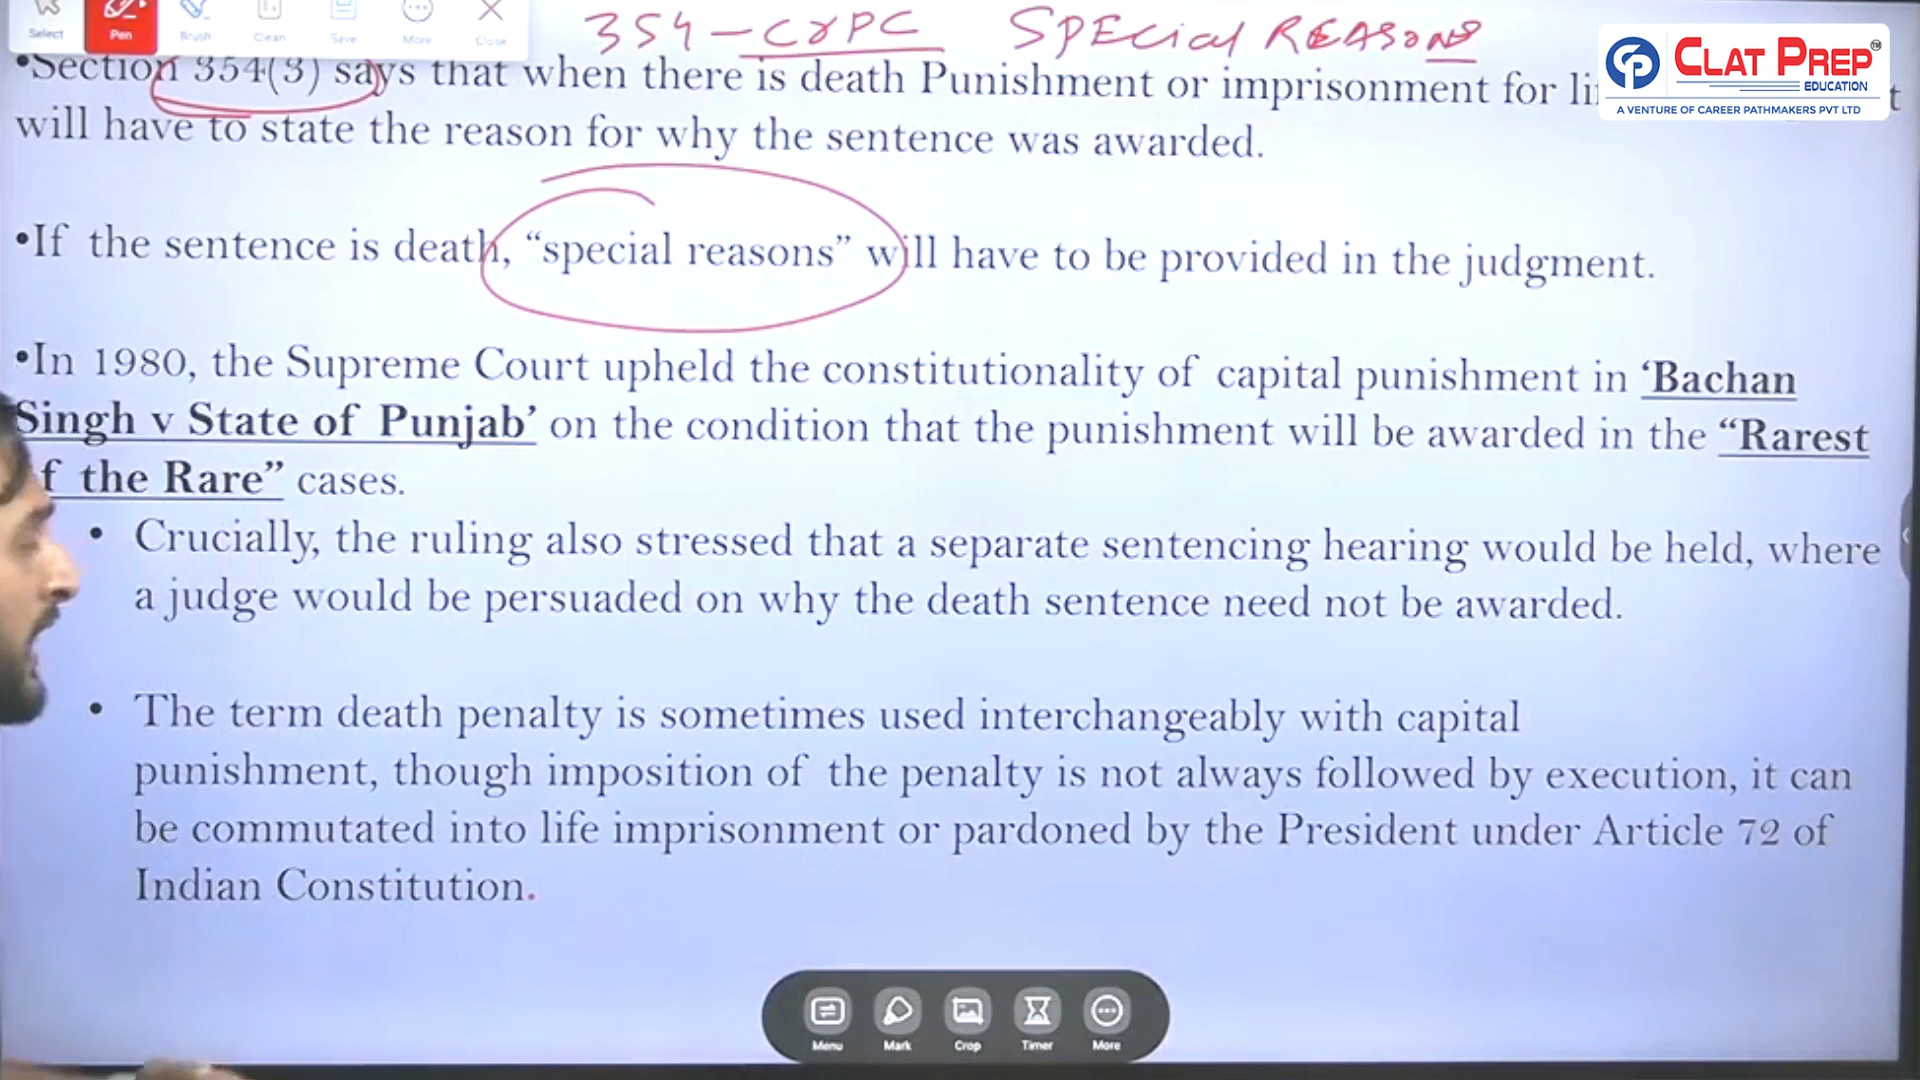 Select Pen Brush Clean Save More Close
354 - CrPC SPECial REASONS
CLAT PREP™
EDUCATION
A VENTURE OF CAREER PATHMAKERS PVT LTD
•Section 354(3) says that when there is death Punishment or imprisonment for li t
will have to state the reason for why the sentence was awarded.
•If the sentence is death, “special reasons” will have to be provided in the judgment.
•In 1980, the Supreme Court upheld the constitutionality of capital punishment in ‘Bachan
Singh v State of Punjab’ on the condition that the punishment will be awarded in the “Rarest
f the Rare” cases.
• Crucially, the ruling also stressed that a separate sentencing hearing would be held, where
a judge would be persuaded on why the death sentence need not be awarded.
• The term death penalty is sometimes used interchangeably with capital
punishment, though imposition of the penalty is not always followed by execution, it can
be commutated into life imprisonment or pardoned by the President under Article 72 of
Indian Constitution.
Menu Mark Crop Timer More